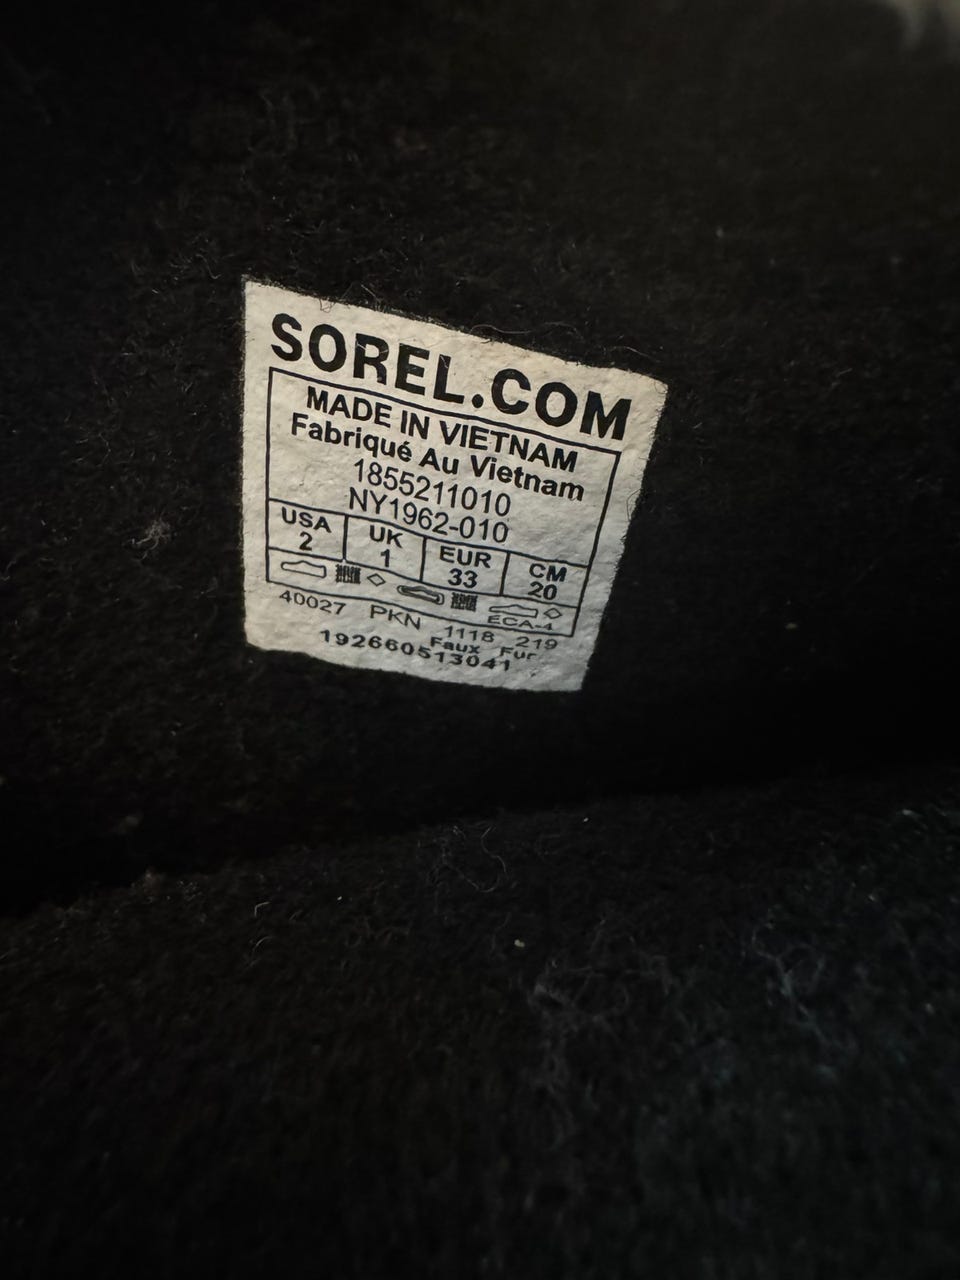 SOREL.COM
MADE IN VIETNAM
Fabriqué Au Vietnam
1855211010
NY1962-010
USA UK EUR CM
2 1 33 20
ECA-4
40027 PKN 1118 219
Faux Fur
192660513041